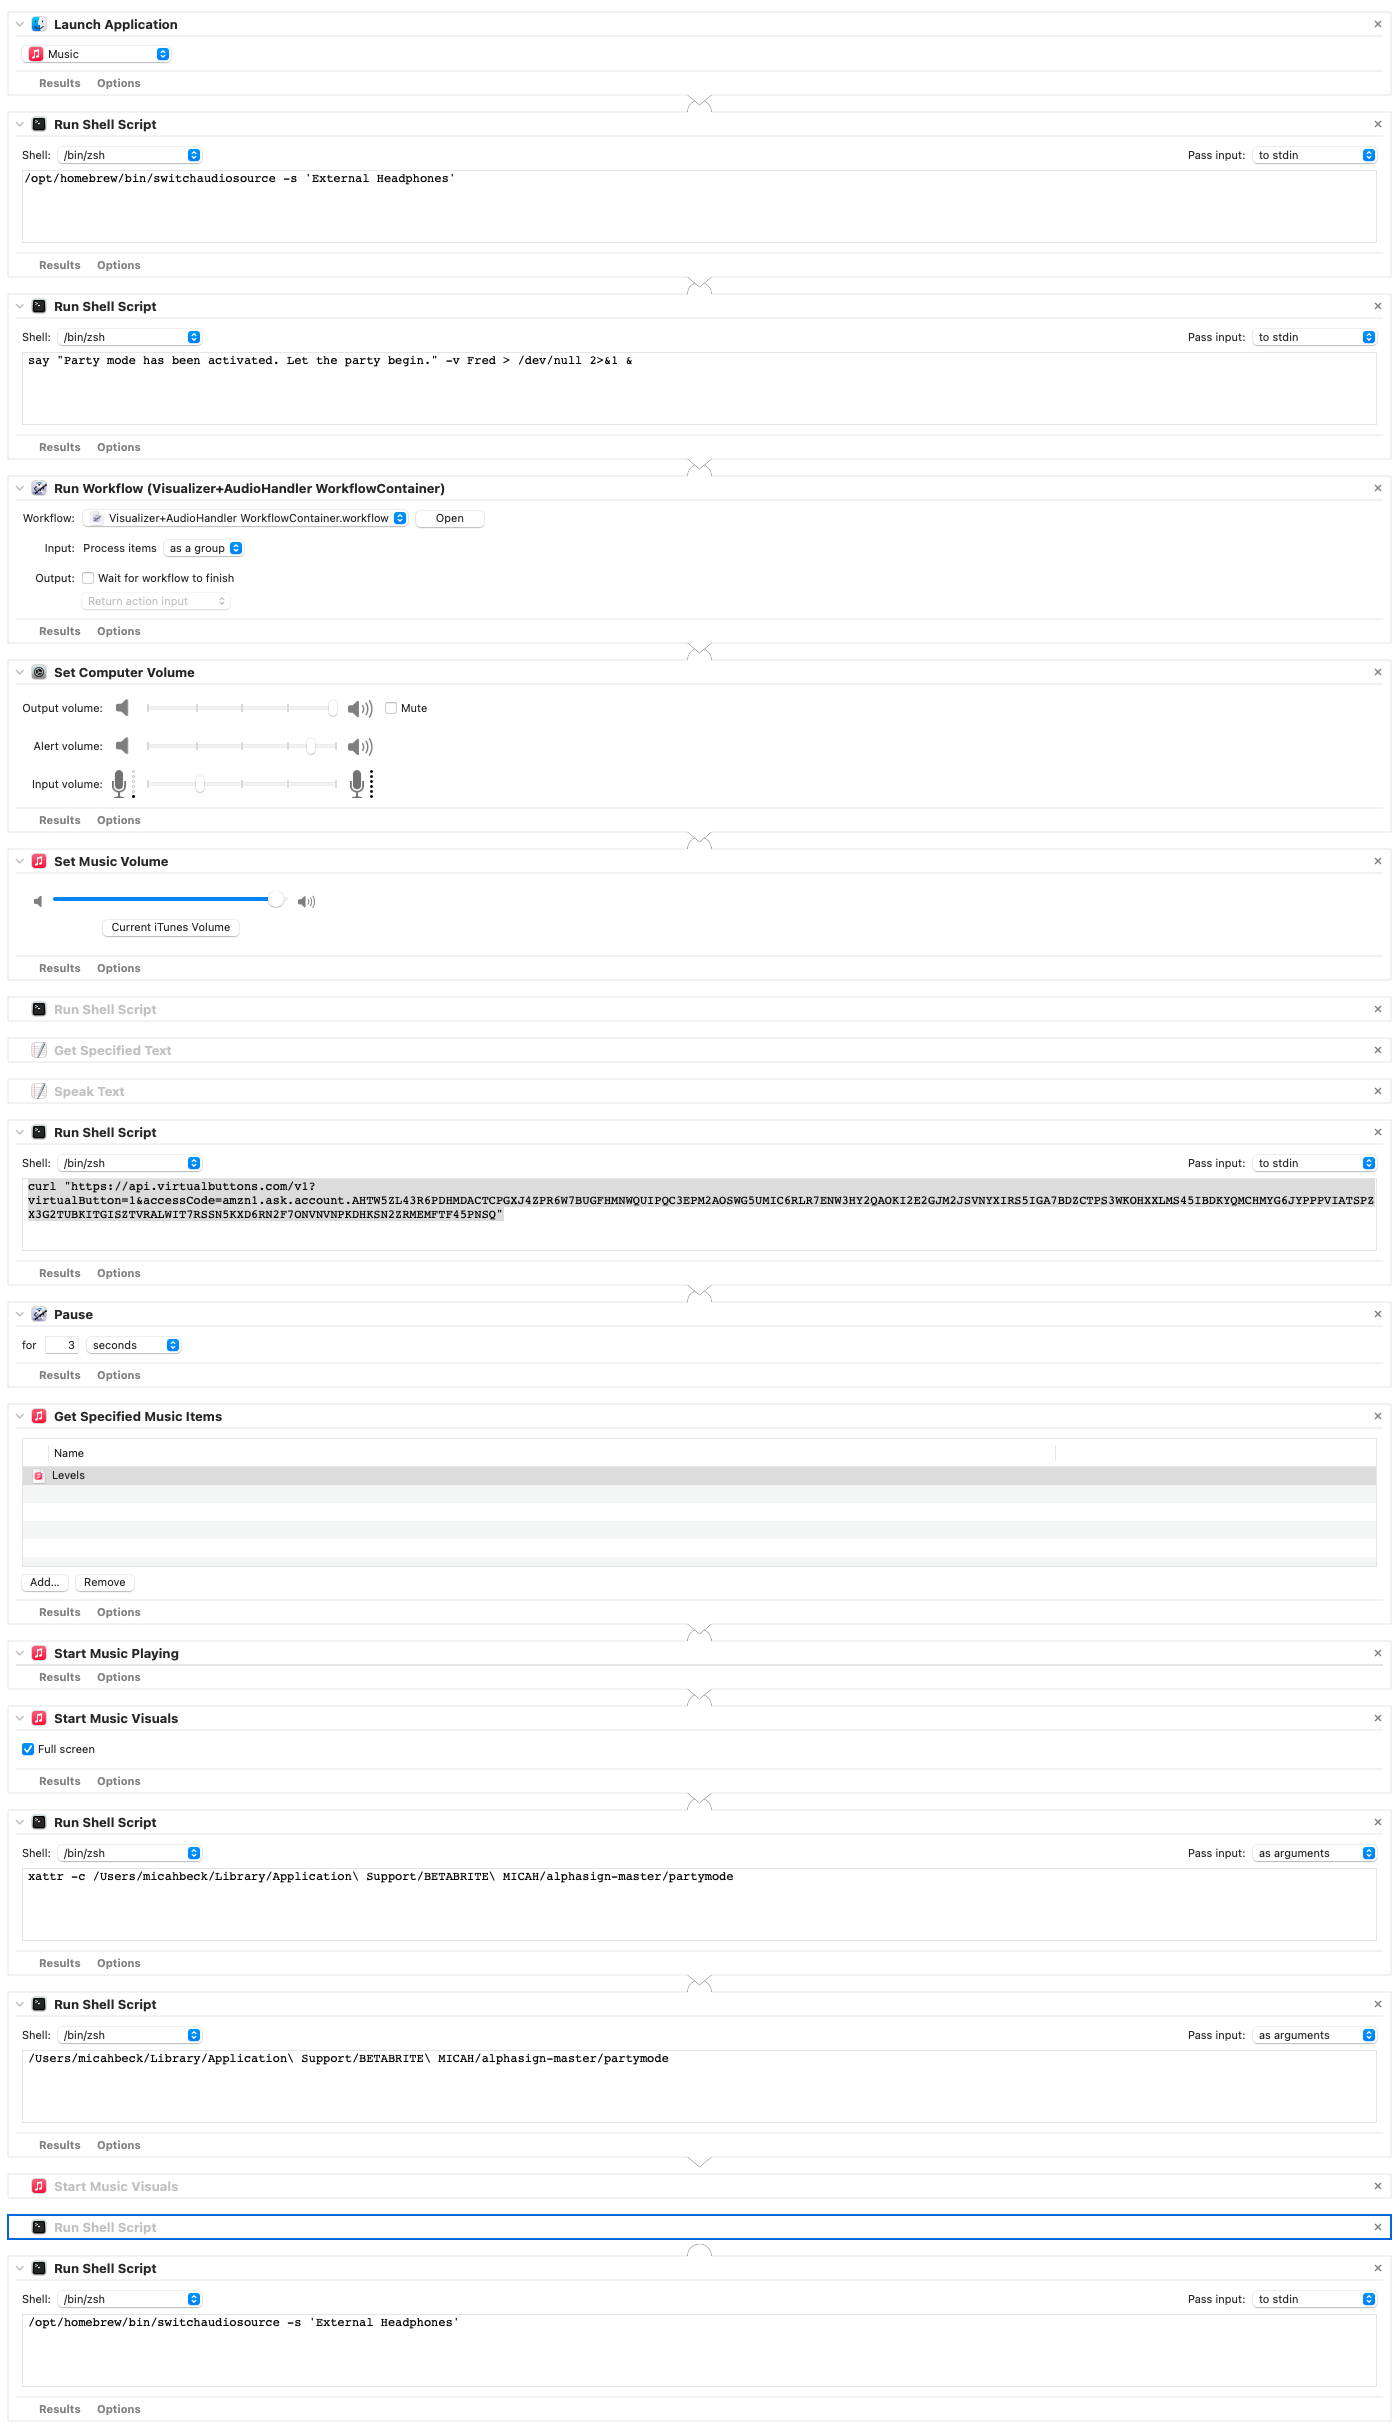 Launch Application
Music
Results Options
Run Shell Script
Shell: /bin/zsh Pass input: to stdin
/opt/homebrew/bin/switchaudiosource -s 'External Headphones'
Results Options
Run Shell Script
Shell: /bin/zsh Pass input: to stdin
say "Party mode has been activated. Let the party begin." -v Fred > /dev/null 2>&1 &
Results Options
Run Workflow (Visualizer+AudioHandler WorkflowContainer)
Workflow: Visualizer+AudioHandler WorkflowContainer.workflow Open
Input: Process items as a group
Output: Wait for workflow to finish
Return action input
Results Options
Set Computer Volume
Output volume: Mute
Alert volume:
Input volume:
Results Options
Set Music Volume
Current iTunes Volume
Results Options
Run Shell Script
Get Specified Text
Speak Text
Run Shell Script
Shell: /bin/zsh Pass input: to stdin
curl "https://api.virtualbuttons.com/v1?
virtualButton=1&accessCode=amzn1.ask.account.AHTW5ZL43R6PDHMDACTCPGXJ4ZPR6W7BUGFHMNWQUIPQC3EPM2AOSWG5UMIC6RLR7ENW3HY2QAOKI2E2GJM2JSVNYXIRS5IGA7BDZCTPS3WKOHXXLMS45IBDKYQMCHMYG6JYPPPVIATSPZ
X3G2TUBKITGISZTVRALWIT7RSSN5KXD6RN2F7ONVNVNPKDHKSN2ZRMEMFTF45PNSQ"
Results Options
Pause
for 3 seconds
Results Options
Get Specified Music Items
Name
Levels
Add... Remove
Results Options
Start Music Playing
Results Options
Start Music Visuals
Full screen
Results Options
Run Shell Script
Shell: /bin/zsh Pass input: as arguments
xattr -c /Users/micahbeck/Library/Application\ Support/BETABRITE\ MICAH/alphasign-master/partymode
Results Options
Run Shell Script
Shell: /bin/zsh Pass input: as arguments
/Users/micahbeck/Library/Application\ Support/BETABRITE\ MICAH/alphasign-master/partymode
Results Options
Start Music Visuals
Run Shell Script
Run Shell Script
Shell: /bin/zsh Pass input: to stdin
/opt/homebrew/bin/switchaudiosource -s 'External Headphones'
Results Options